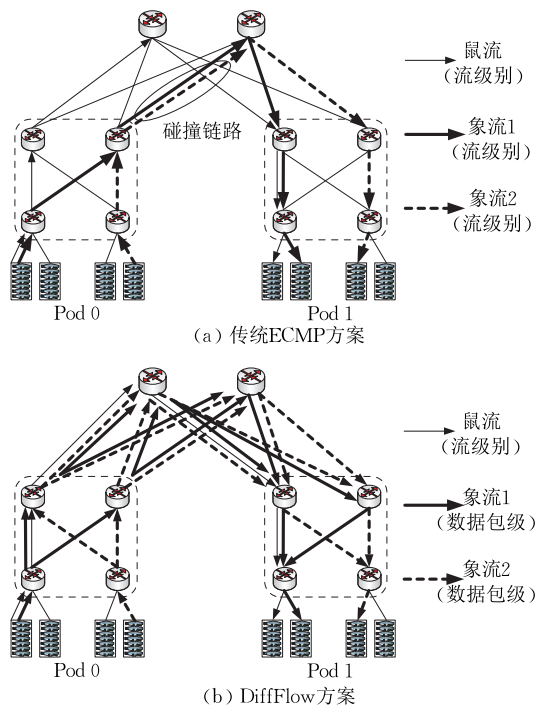 鼠流
(流级别)
碰撞链路
象流1
(流级别)
象流2
(流级别)
Pod 0
Pod 1
(a) 传统ECMP方案
鼠流
(流级别)
象流1
(数据包级)
象流2
(数据包级)
Pod 0
Pod 1
(b) DiffFlow方案